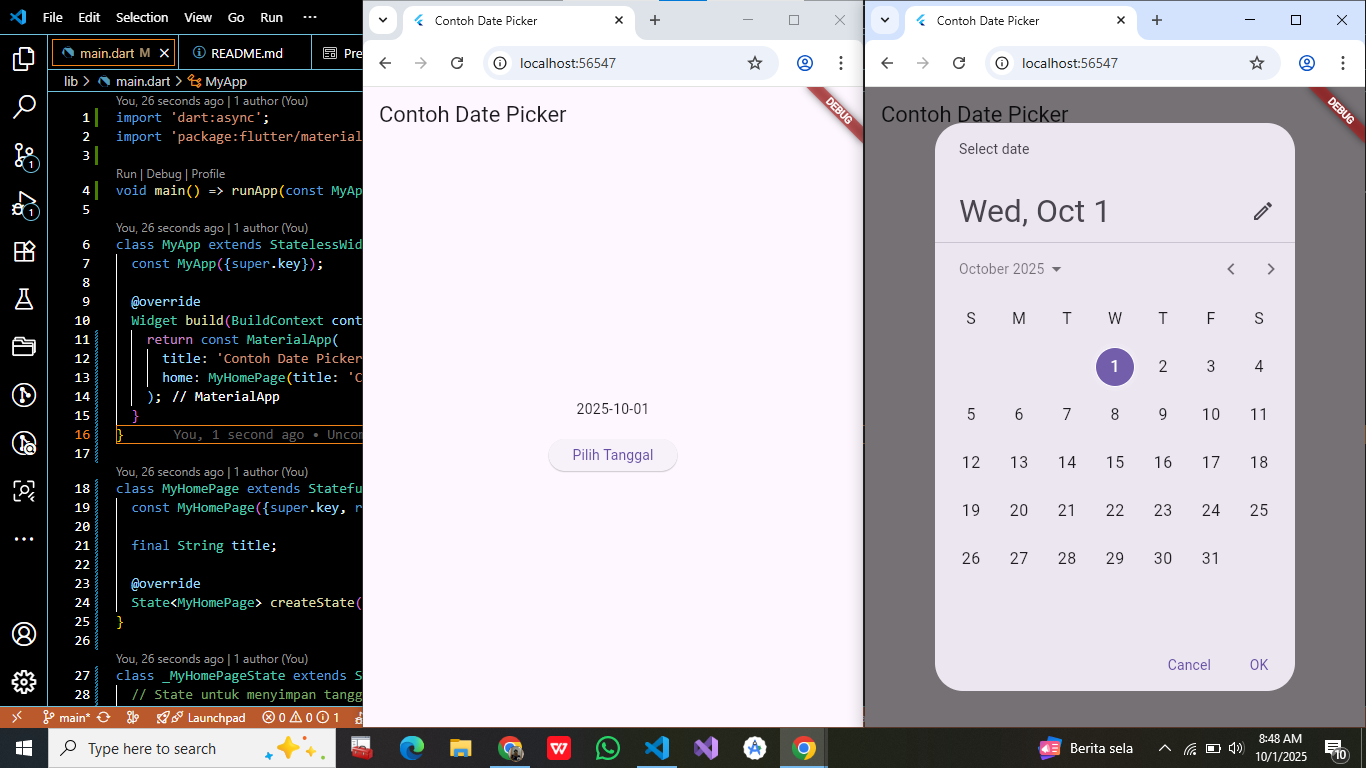 File Edit Selection View Go Run ···
main.dart M
README.md
Pre
lib > main.dart > MyApp
You, 26 seconds ago | 1 author (You)
1 import 'dart:async';
2 import 'package:flutter/material
3
Run | Debug | Profile
4 void main() => runApp(const MyAp
5
You, 26 seconds ago | 1 author (You)
6 class MyApp extends StatelessWid
7 const MyApp({super.key});
8
9 @override
10 Widget build(BuildContext cont
11 return const MaterialApp(
12 title: 'Contoh Date Picker
13 home: MyHomePage(title: 'C
14 ); // MaterialApp
15 }
16 } You, 1 second ago • Uncom
17
You, 26 seconds ago | 1 author (You)
18 class MyHomePage extends Statefu
19 const MyHomePage({super.key, r
20
21 final String title;
22
23 @override
24 State<MyHomePage> createState(
25 }
26
You, 26 seconds ago | 1 author (You)
27 class _MyHomePageState extends S
28 // State untuk menyimpan tangg
1
1
main* Launchpad 0 0 1
Contoh Date Picker
localhost:56547
Contoh Date Picker
DEBUG
2025-10-01
Pilih Tanggal
Contoh Date Picker
localhost:56547
Contoh Date Picker
DEBUG
Select date
Wed, Oct 1
October 2025
S M T W T F S
1 2 3 4
5 6 7 8 9 10 11
12 13 14 15 16 17 18
19 20 21 22 23 24 25
26 27 28 29 30 31
Cancel OK
Type here to search
W
Berita sela
8:48 AM
10/1/2025
10